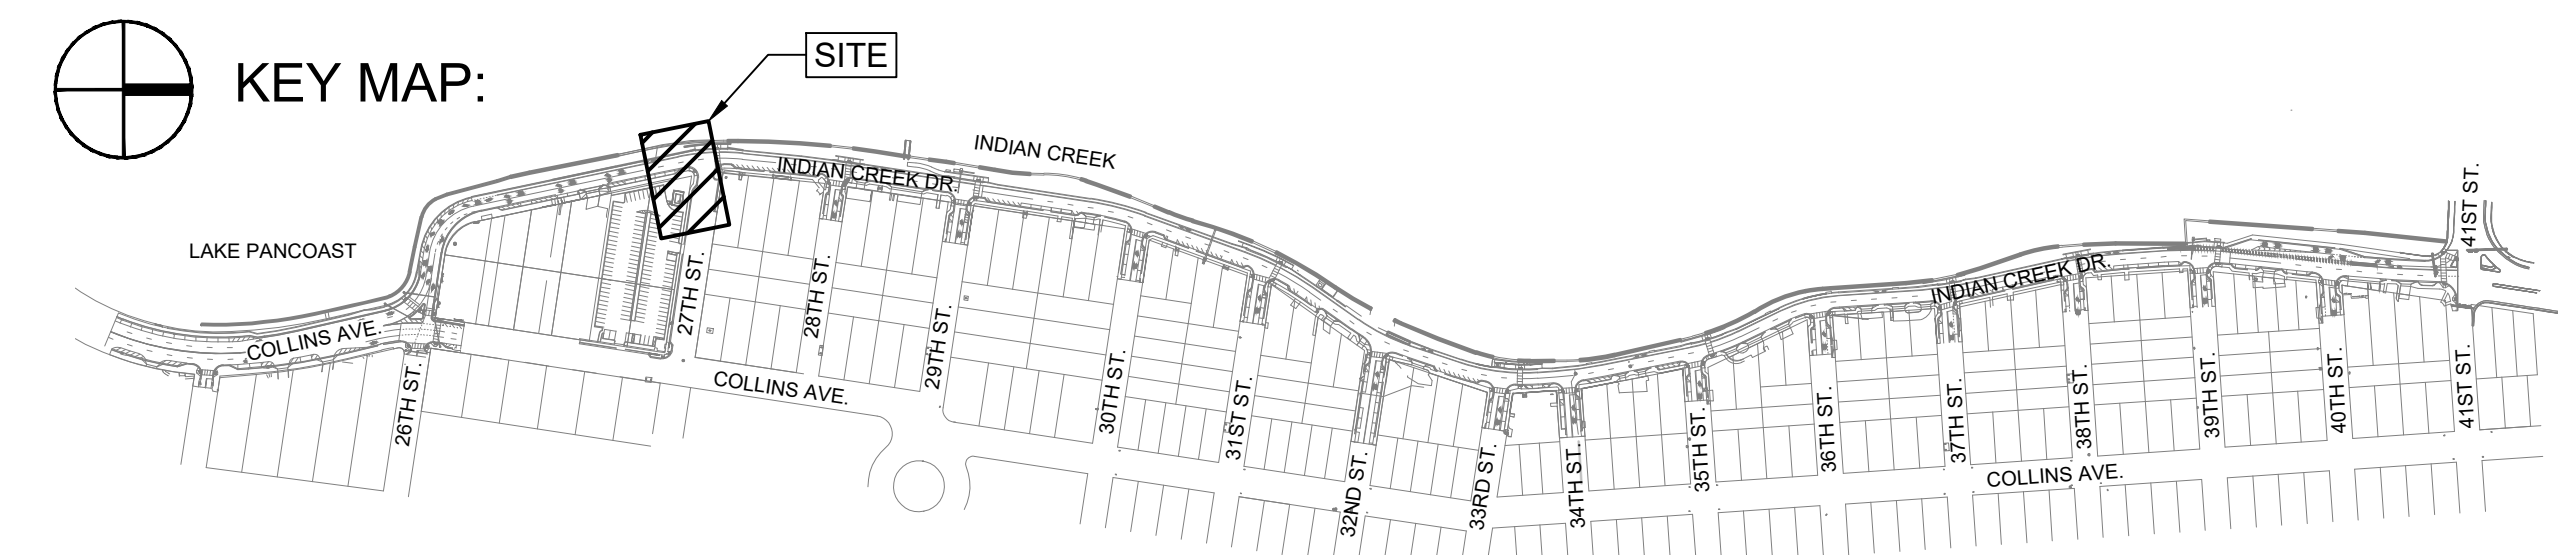 KEY MAP:
SITE
INDIAN CREEK
INDIAN CREEK DR.
LAKE PANCOAST
COLLINS AVE.
26TH ST.
27TH ST.
28TH ST.
29TH ST.
COLLINS AVE.
30TH ST.
31ST ST.
32ND ST.
33RD ST.
34TH ST.
35TH ST.
36TH ST.
37TH ST.
38TH ST.
39TH ST.
40TH ST.
41ST ST.
41ST ST.
INDIAN CREEK DR.
COLLINS AVE.